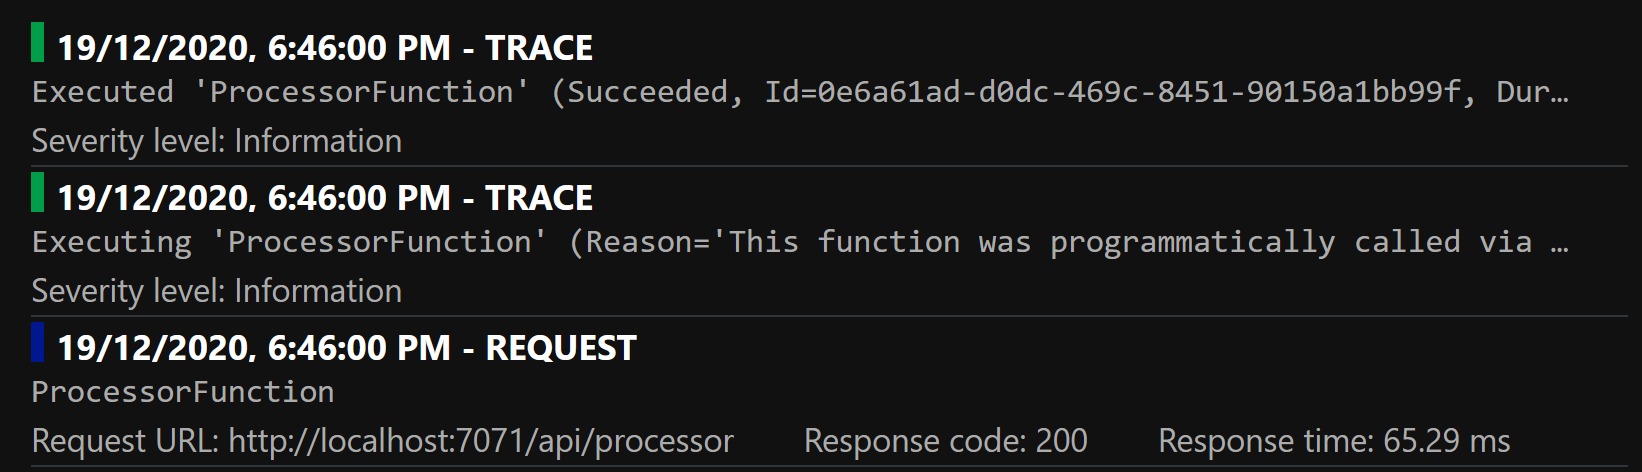 19/12/2020, 6:46:00 PM - TRACE
Executed 'ProcessorFunction' (Succeeded, Id=0e6a61ad-d0dc-469c-8451-90150a1bb99f, Dur…
Severity level: Information
19/12/2020, 6:46:00 PM - TRACE
Executing 'ProcessorFunction' (Reason='This function was programmatically called via …
Severity level: Information
19/12/2020, 6:46:00 PM - REQUEST
ProcessorFunction
Request URL: http://localhost:7071/api/processor Response code: 200 Response time: 65.29 ms